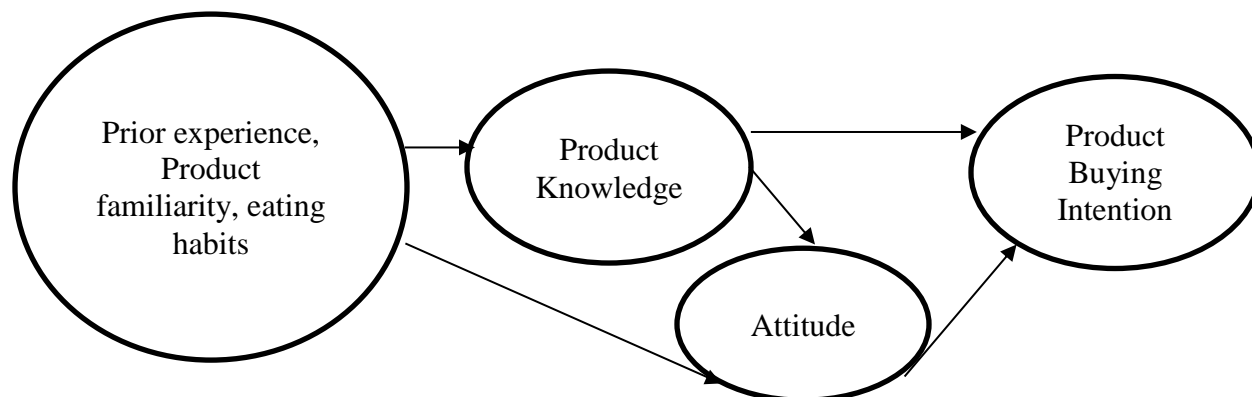 Prior experience,
Product
familiarity, eating
habits
Product
Knowledge
Attitude
Product
Buying
Intention